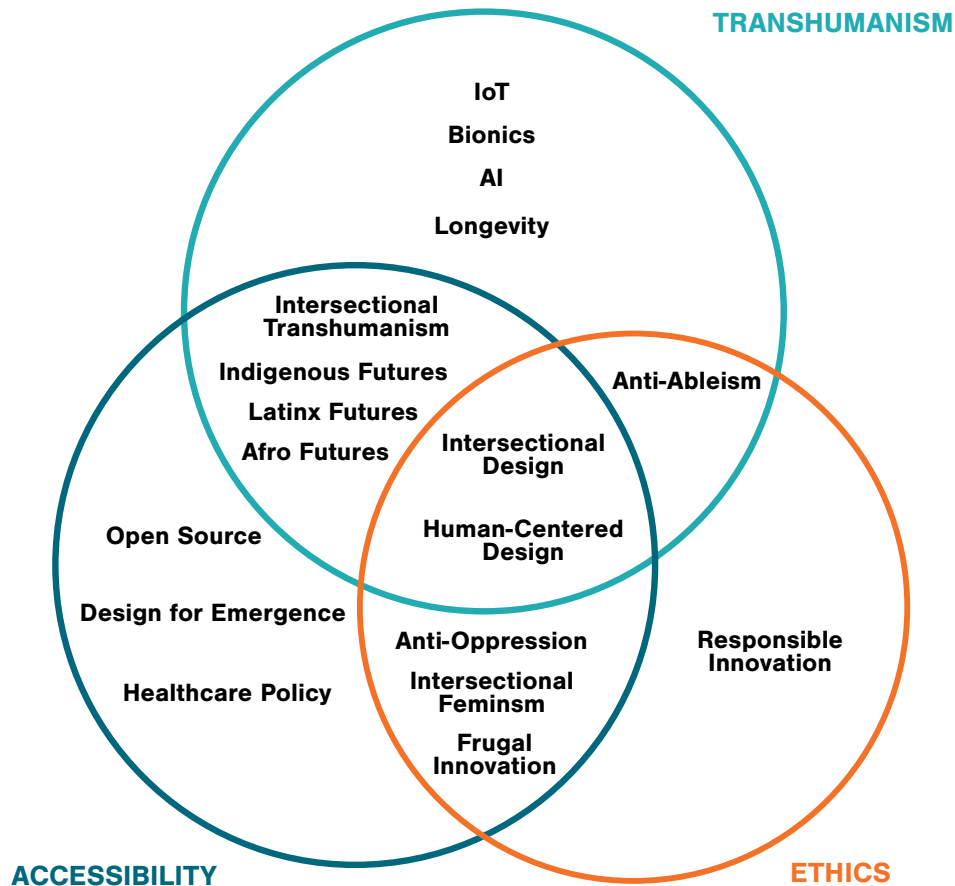 TRANSHUMANISM
IoT
Bionics
AI
Longevity
Intersectional
Transhumanism
Indigenous Futures
Latinx Futures
Afro Futures
Anti-Ableism
Intersectional
Design
Human-Centered
Design
Open Source
Design for Emergence
Healthcare Policy
Anti-Oppression
Intersectional
Feminsm
Frugal
Innovation
Responsible
Innovation
ACCESSIBILITY
ETHICS